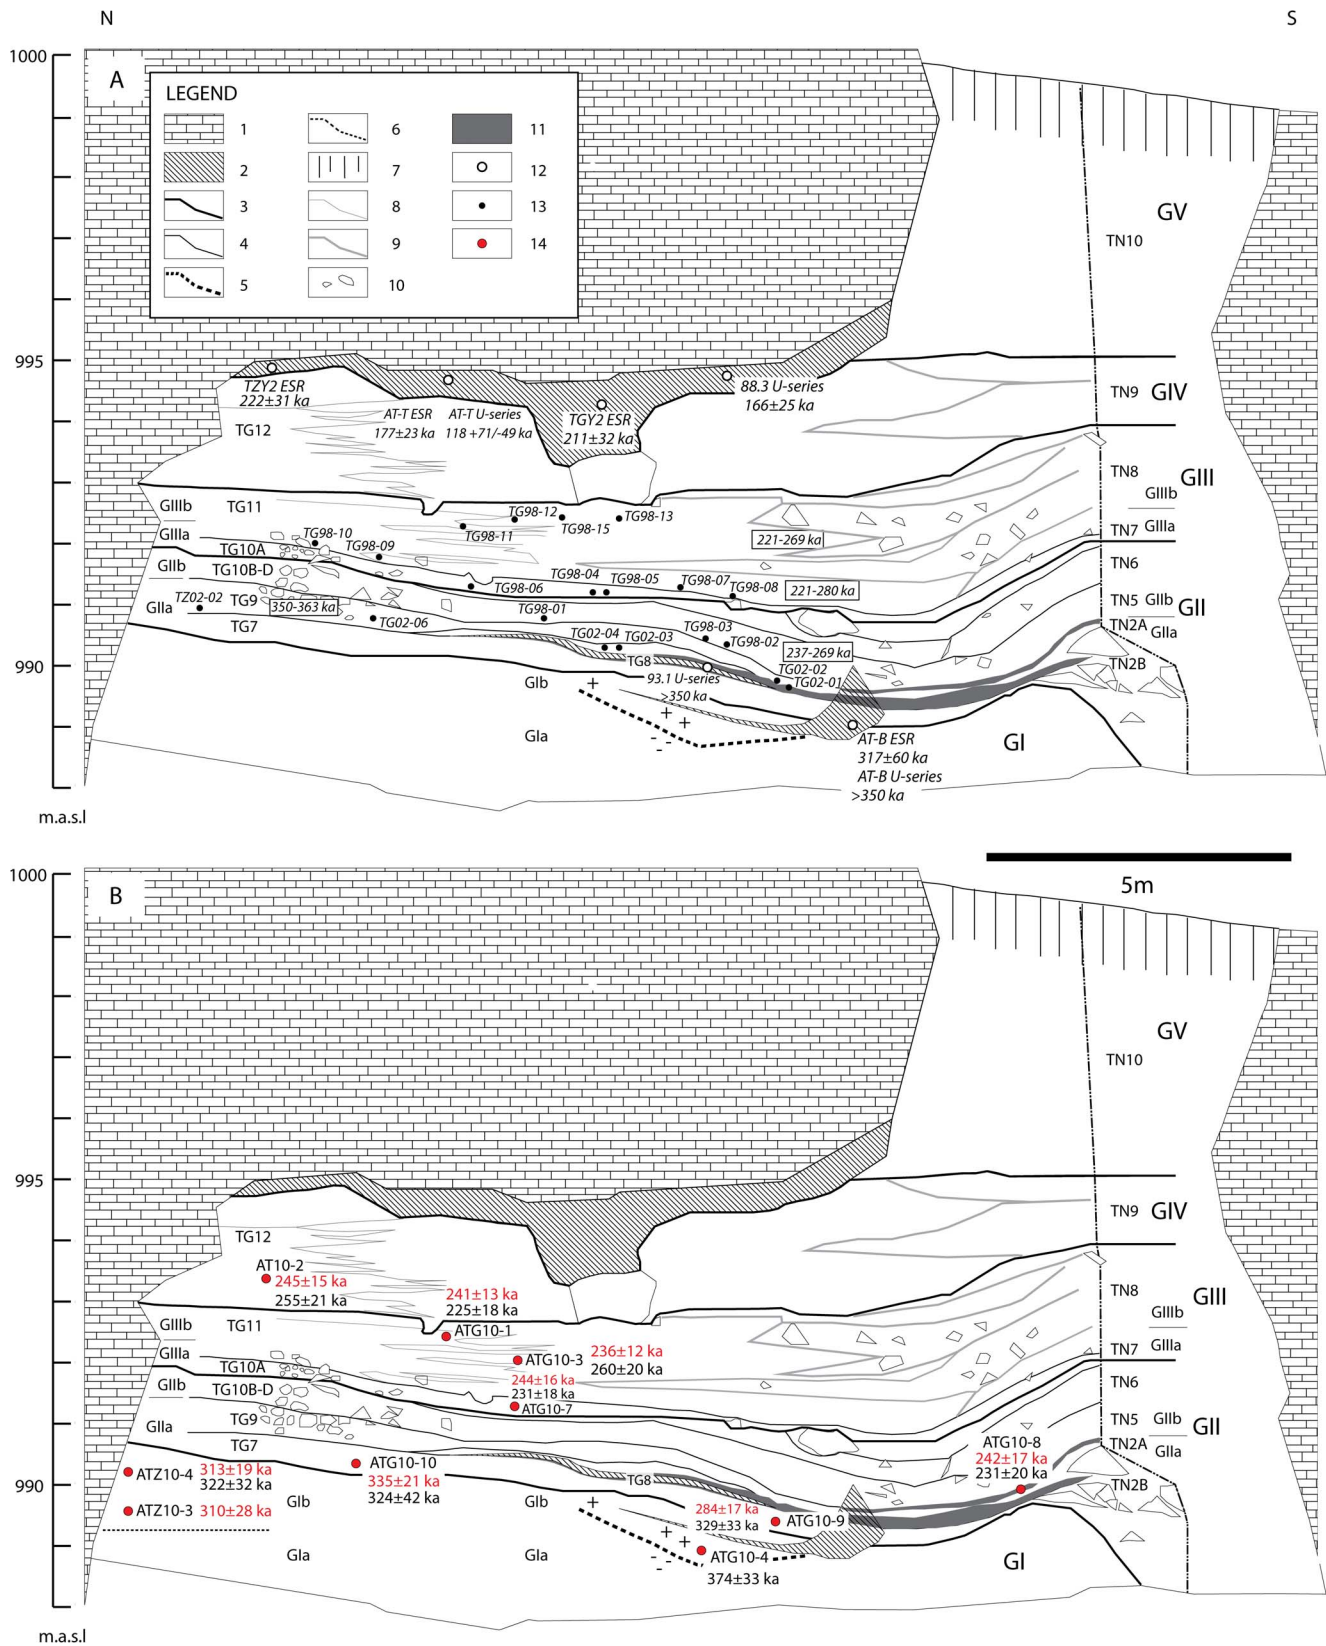 N
S
1000
A
LEGEND
1
6
11
2
7
12
3
8
13
4
9
14
5
10
GV
TN10
995
TZY2 ESR
222±31 ka
AT-T ESR
177±23 ka
AT-T U-series
118 +71/-49 ka
TGY2 ESR
211±32 ka
88.3 U-series
166±25 ka
TN9
GIV
TG12
TN8
GIII
GIIIb
TG11
TG98-12
TG98-13
TG98-11
TG98-15
GIIIb
GIIIa
TG98-10
TG98-09
221-269 ka
TN7
GIIIa
TG10A
TG98-04
TG98-05
TG98-07
TG98-08
221-280 ka
TN6
GIIb
TG10B-D
TG98-06
TZ02-02
TG9
350-363 ka
TG98-01
TN5
GIIb
GII
GIIa
TG7
TG02-06
TG02-04
TG02-03
TG98-03
TG98-02
237-269 ka
TN2A
GIIa
990
TG8
TG02-02
TG02-01
TN2B
GIb
+
93.1 U-series
>350 ka
+
+
-
-
GIa
AT-B ESR
317±60 ka
AT-B U-series
>350 ka
GI
m.a.s.l
5m
1000
B
GV
TN10
995
TN9
GIV
TG12
AT10-2
245±15 ka
255±21 ka
241±13 ka
225±18 ka
TN8
GIII
GIIIb
TG11
ATG10-1
GIIIb
GIIIa
236±12 ka
ATG10-3
260±20 ka
TN7
GIIIa
TG10A
244±16 ka
231±18 ka
ATG10-7
TN6
GIIb
TG10B-D
TG9
TN5
GIIb
GII
GIIa
TG7
ATG10-8
242±17 ka
231±20 ka
TN2A
GIIa
ATZ10-4
313±19 ka
322±32 ka
ATG10-10
335±21 ka
324±42 ka
TG8
TN2B
990
ATZ10-3
310±28 ka
GIb
GIb
+
284±17 ka
329±33 ka
ATG10-9
+
+
-
-
GIa
GIa
ATG10-4
374±33 ka
GI
m.a.s.l